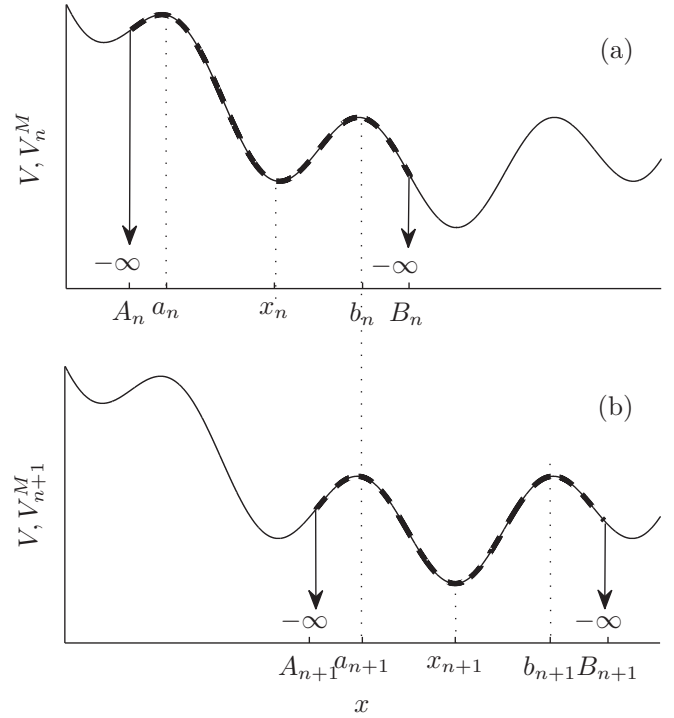 (a)
V, V_n^M
−∞ −∞
A_n a_n x_n b_n B_n
(b)
V, V_{n+1}^M
−∞ −∞
A_{n+1} a_{n+1} x_{n+1} b_{n+1} B_{n+1}
x